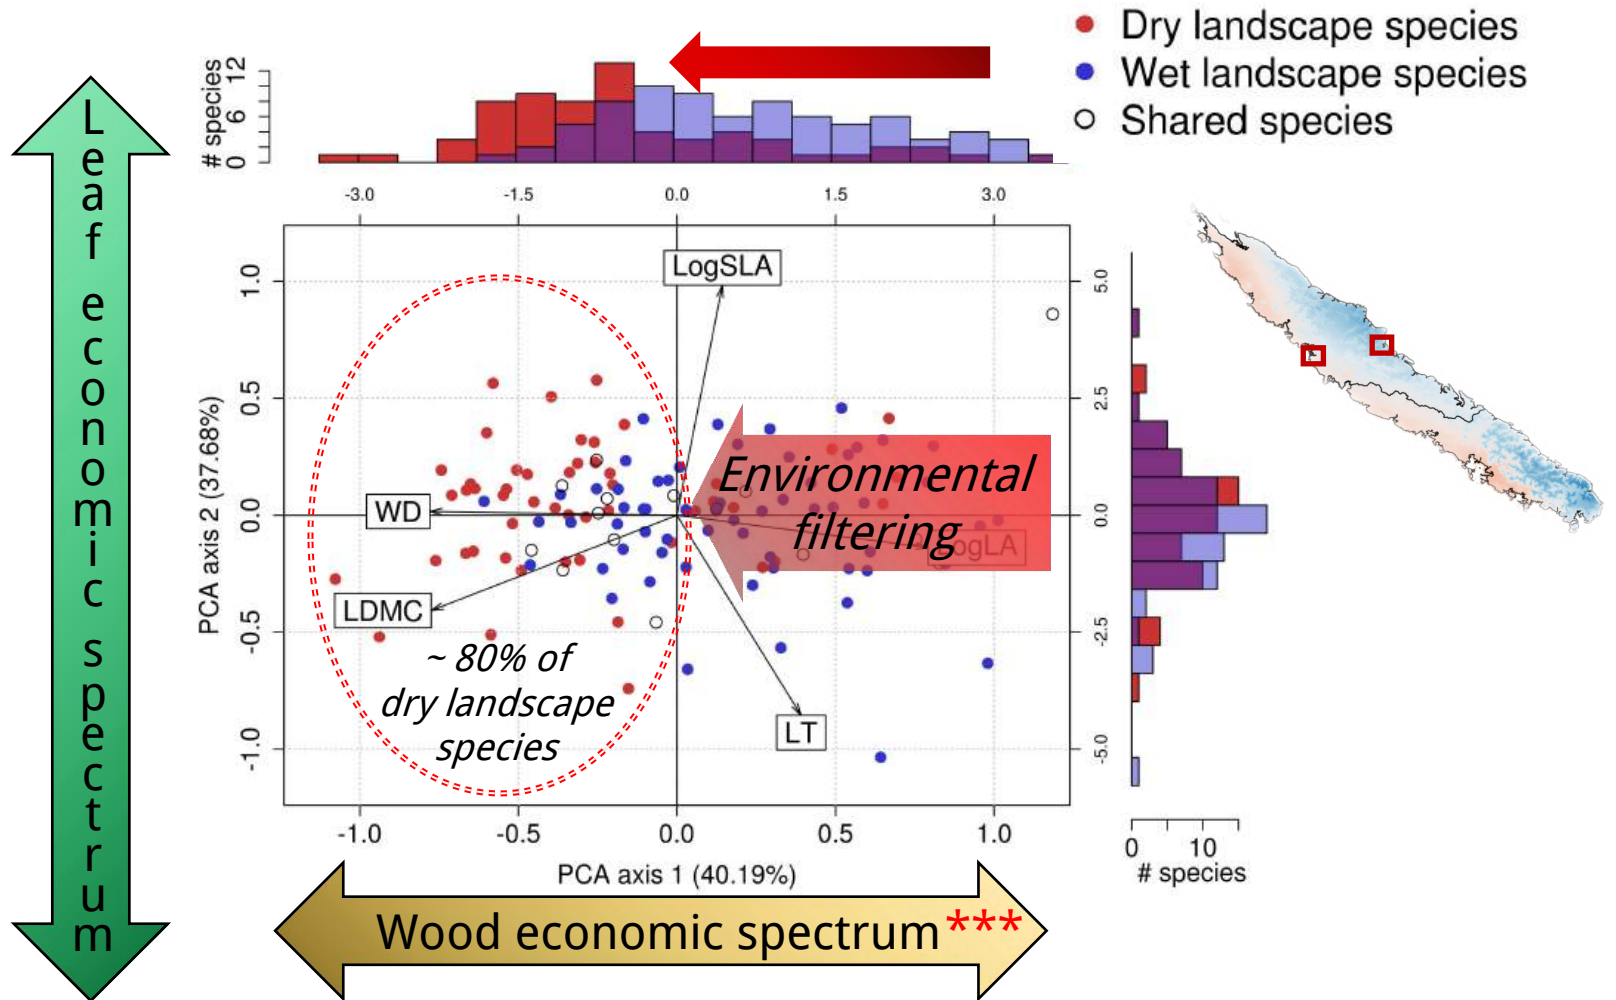 Dry landscape species
Wet landscape species
Shared species
# species
0 6 12
-3.0 -1.5 0.0 1.5 3.0
Leaf economic spectrum
PCA axis 2 (37.68%)
1.0
0.5
0.0
-0.5
-1.0
LogSLA
WD
LDMC
LT
LogLA
Environmental
filtering
~ 80% of
dry landscape
species
5.0
2.5
0.0
-2.5
-5.0
-1.0 -0.5 0.0 0.5 1.0
PCA axis 1 (40.19%)
0 10
# species
Wood economic spectrum***